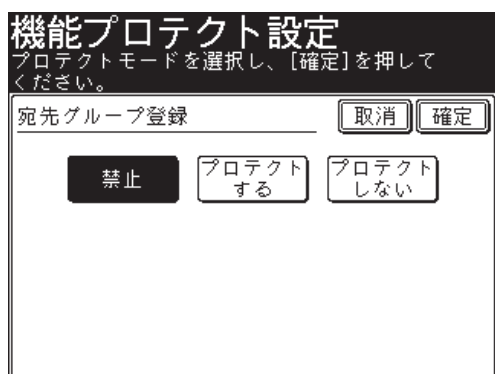 機能プロテクト設定
プロテクトモードを選択し、[確定]を押して
ください。
宛先グループ登録
取消
確定
禁止
プロテクト
する
プロテクト
しない